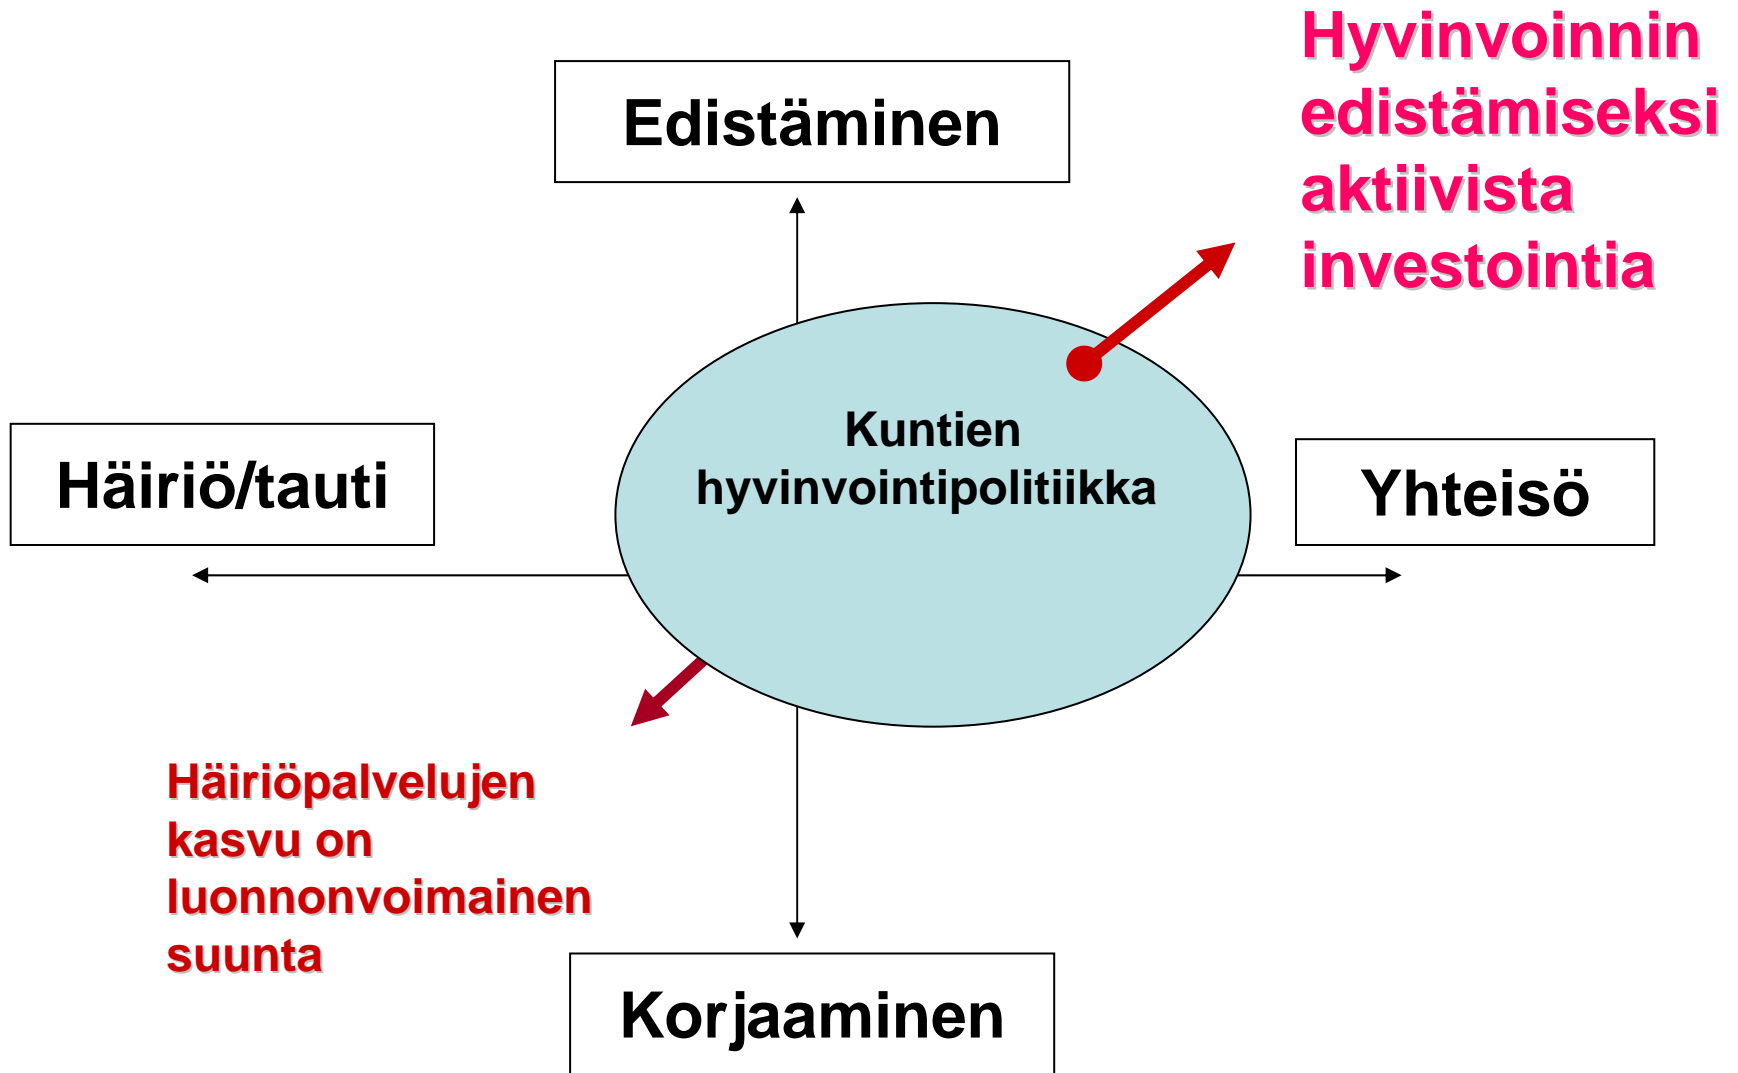 Hyvinvoinnin
edistämiseksi
aktiivista
investointia
Edistäminen
Kuntien
hyvinvointipolitiikka
Häiriö/tauti
Yhteisö
Häiriöpalvelujen
kasvu on
luonnonvoimainen
suunta
Korjaaminen